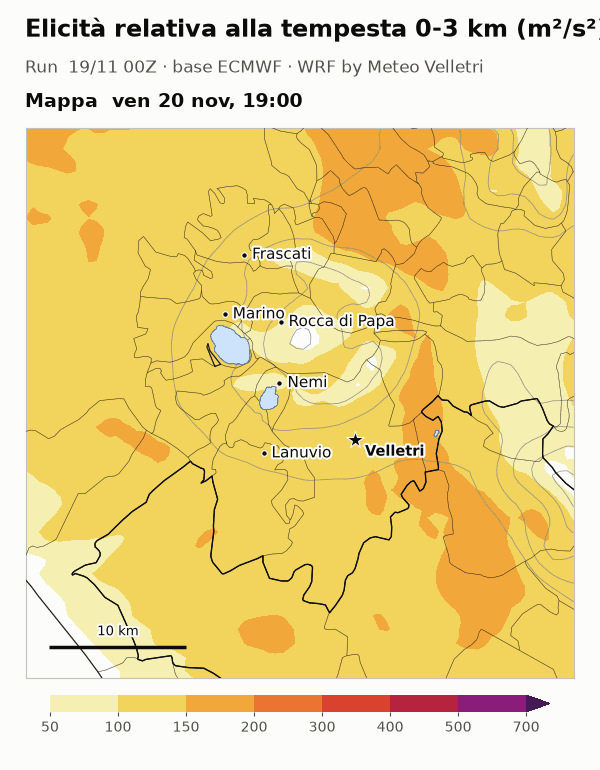 Elicità relativa alla tempesta 0-3 km (m²/s²)
Run 19/11 00Z · base ECMWF · WRF by Meteo Velletri
Mappa ven 20 nov, 19:00
Frascati
Marino
Rocca di Papa
Nemi
Velletri
Lanuvio
10 km
50 100 150 200 300 400 500 700